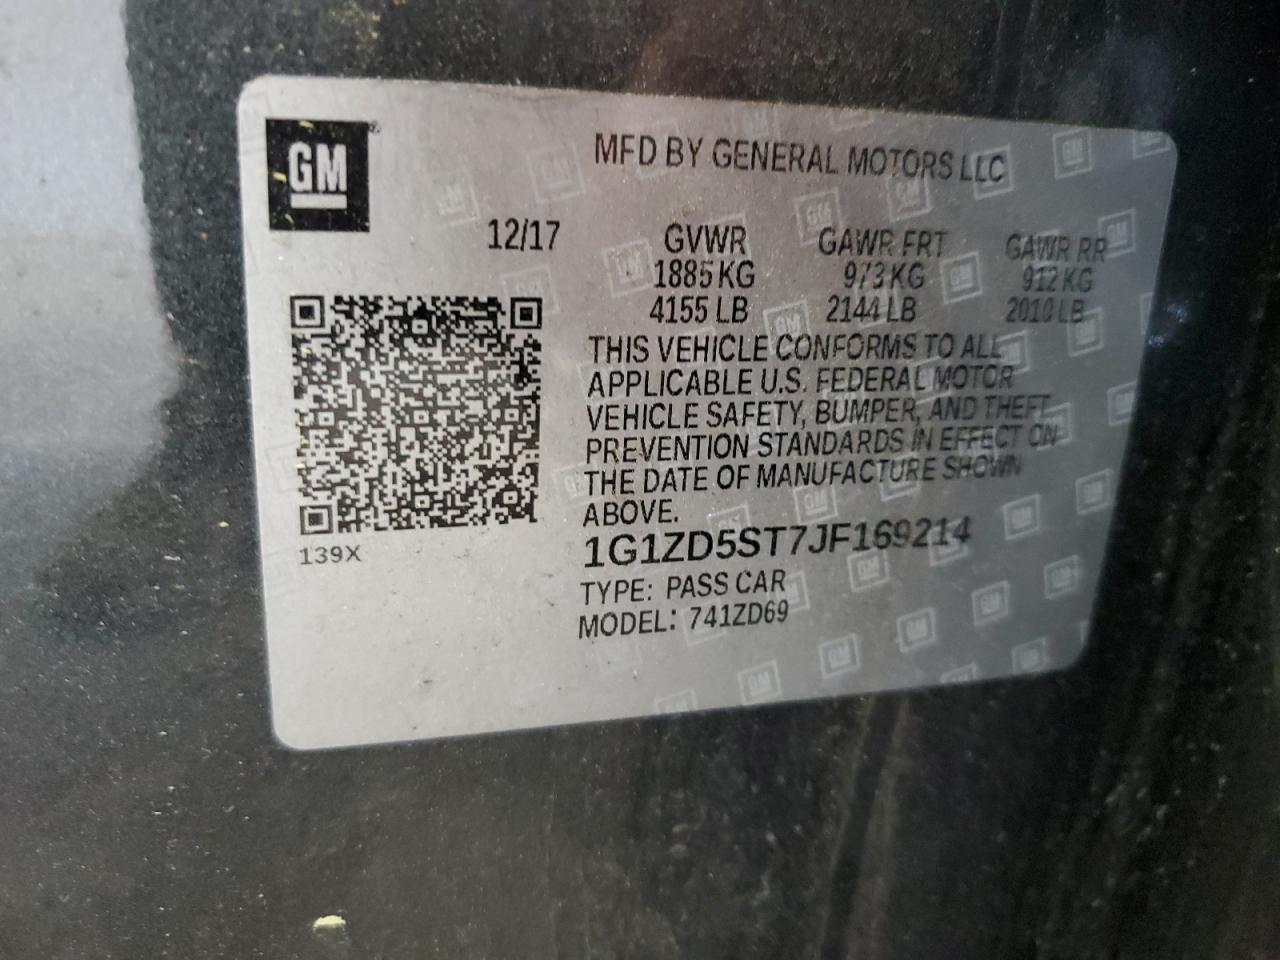 GM
MFD BY GENERAL MOTORS LLC
12/17 GVWR GAWR FRT GAWR RR
1885 KG 973 KG 912 KG
4155 LB 2144 LB 2010 LB
THIS VEHICLE CONFORMS TO ALL
APPLICABLE U.S. FEDERAL MOTOR
VEHICLE SAFETY, BUMPER, AND THEFT
PREVENTION STANDARDS IN EFFECT ON
THE DATE OF MANUFACTURE SHOWN
ABOVE.
139X
1G1ZD5ST7JF169214
TYPE: PASS CAR
MODEL: 741ZD69